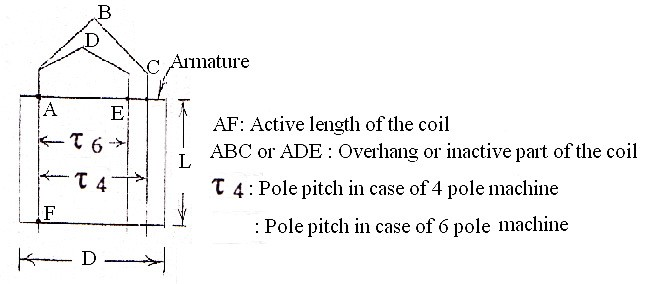 B
D
C
Armature
A
E
τ 6
τ 4
L
F
D
AF: Active length of the coil
ABC or ADE : Overhang or inactive part of the coil
τ 4 : Pole pitch in case of 4 pole machine
: Pole pitch in case of 6 pole machine